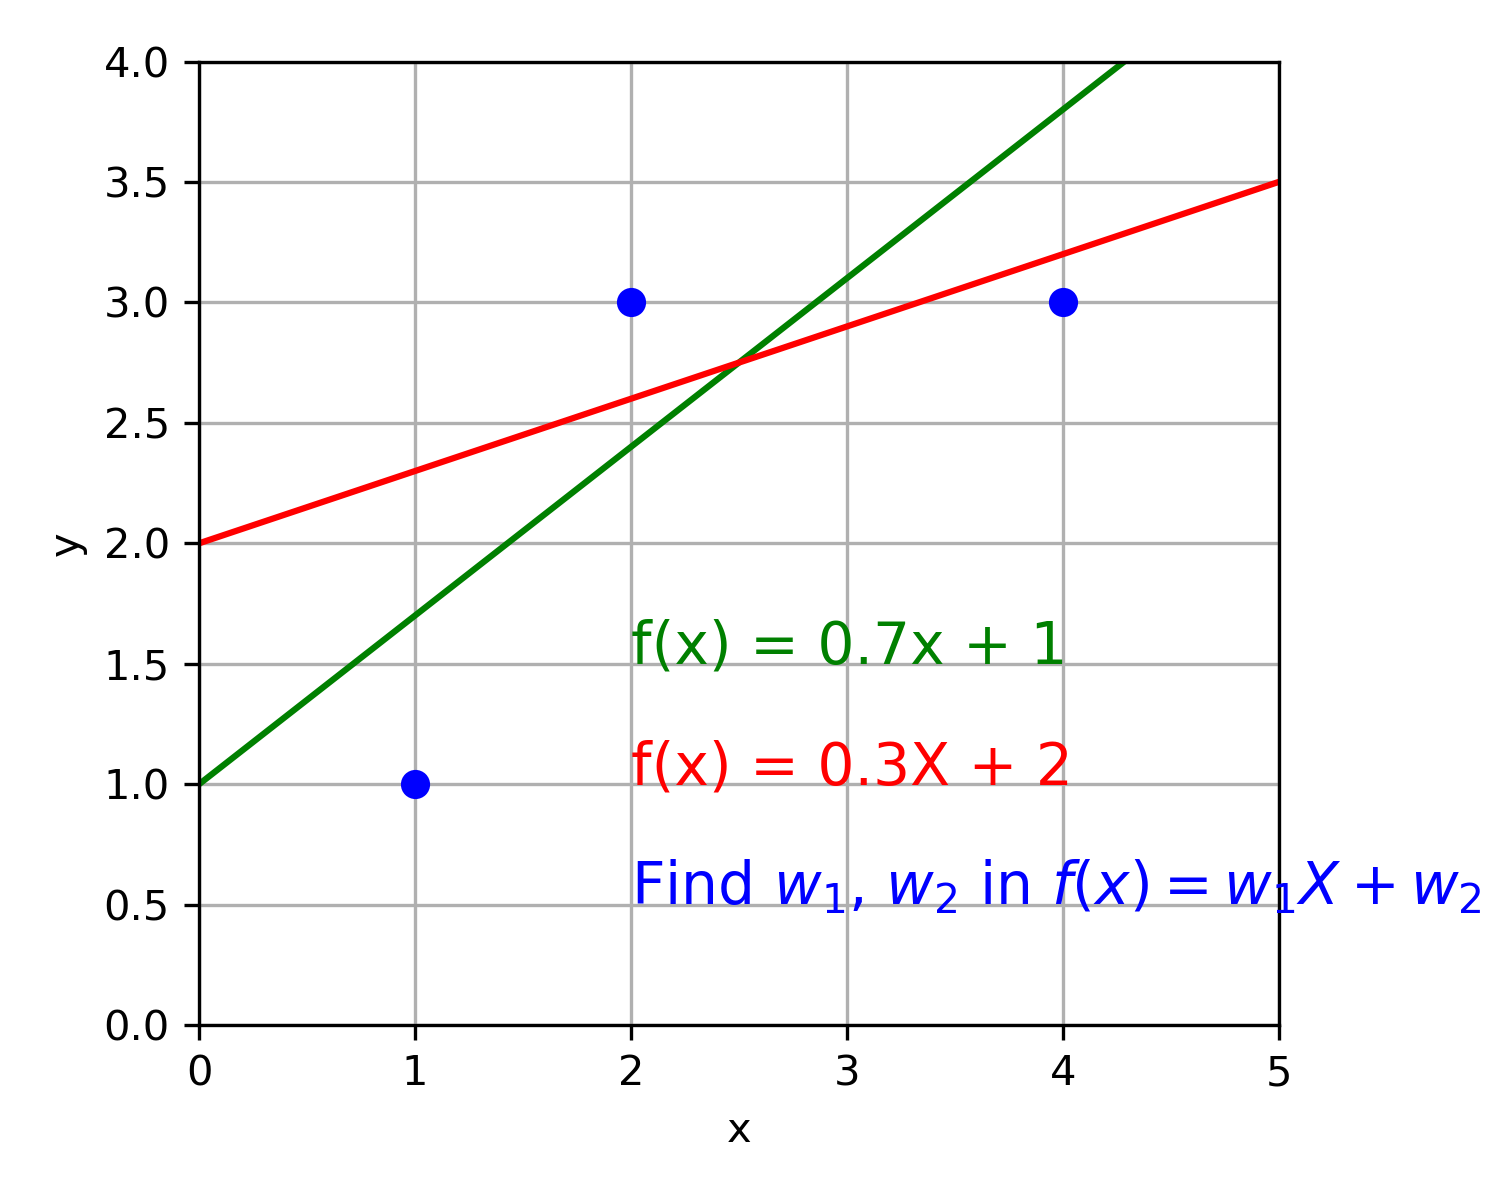 4.0
3.5
3.0
2.5
2.0
1.5
1.0
0.5
0.0
y
f(x) = 0.7x + 1
f(x) = 0.3X + 2
Find w₁, w₂ in f(x) = w₁X + w₂
0 1 2 3 4 5
x